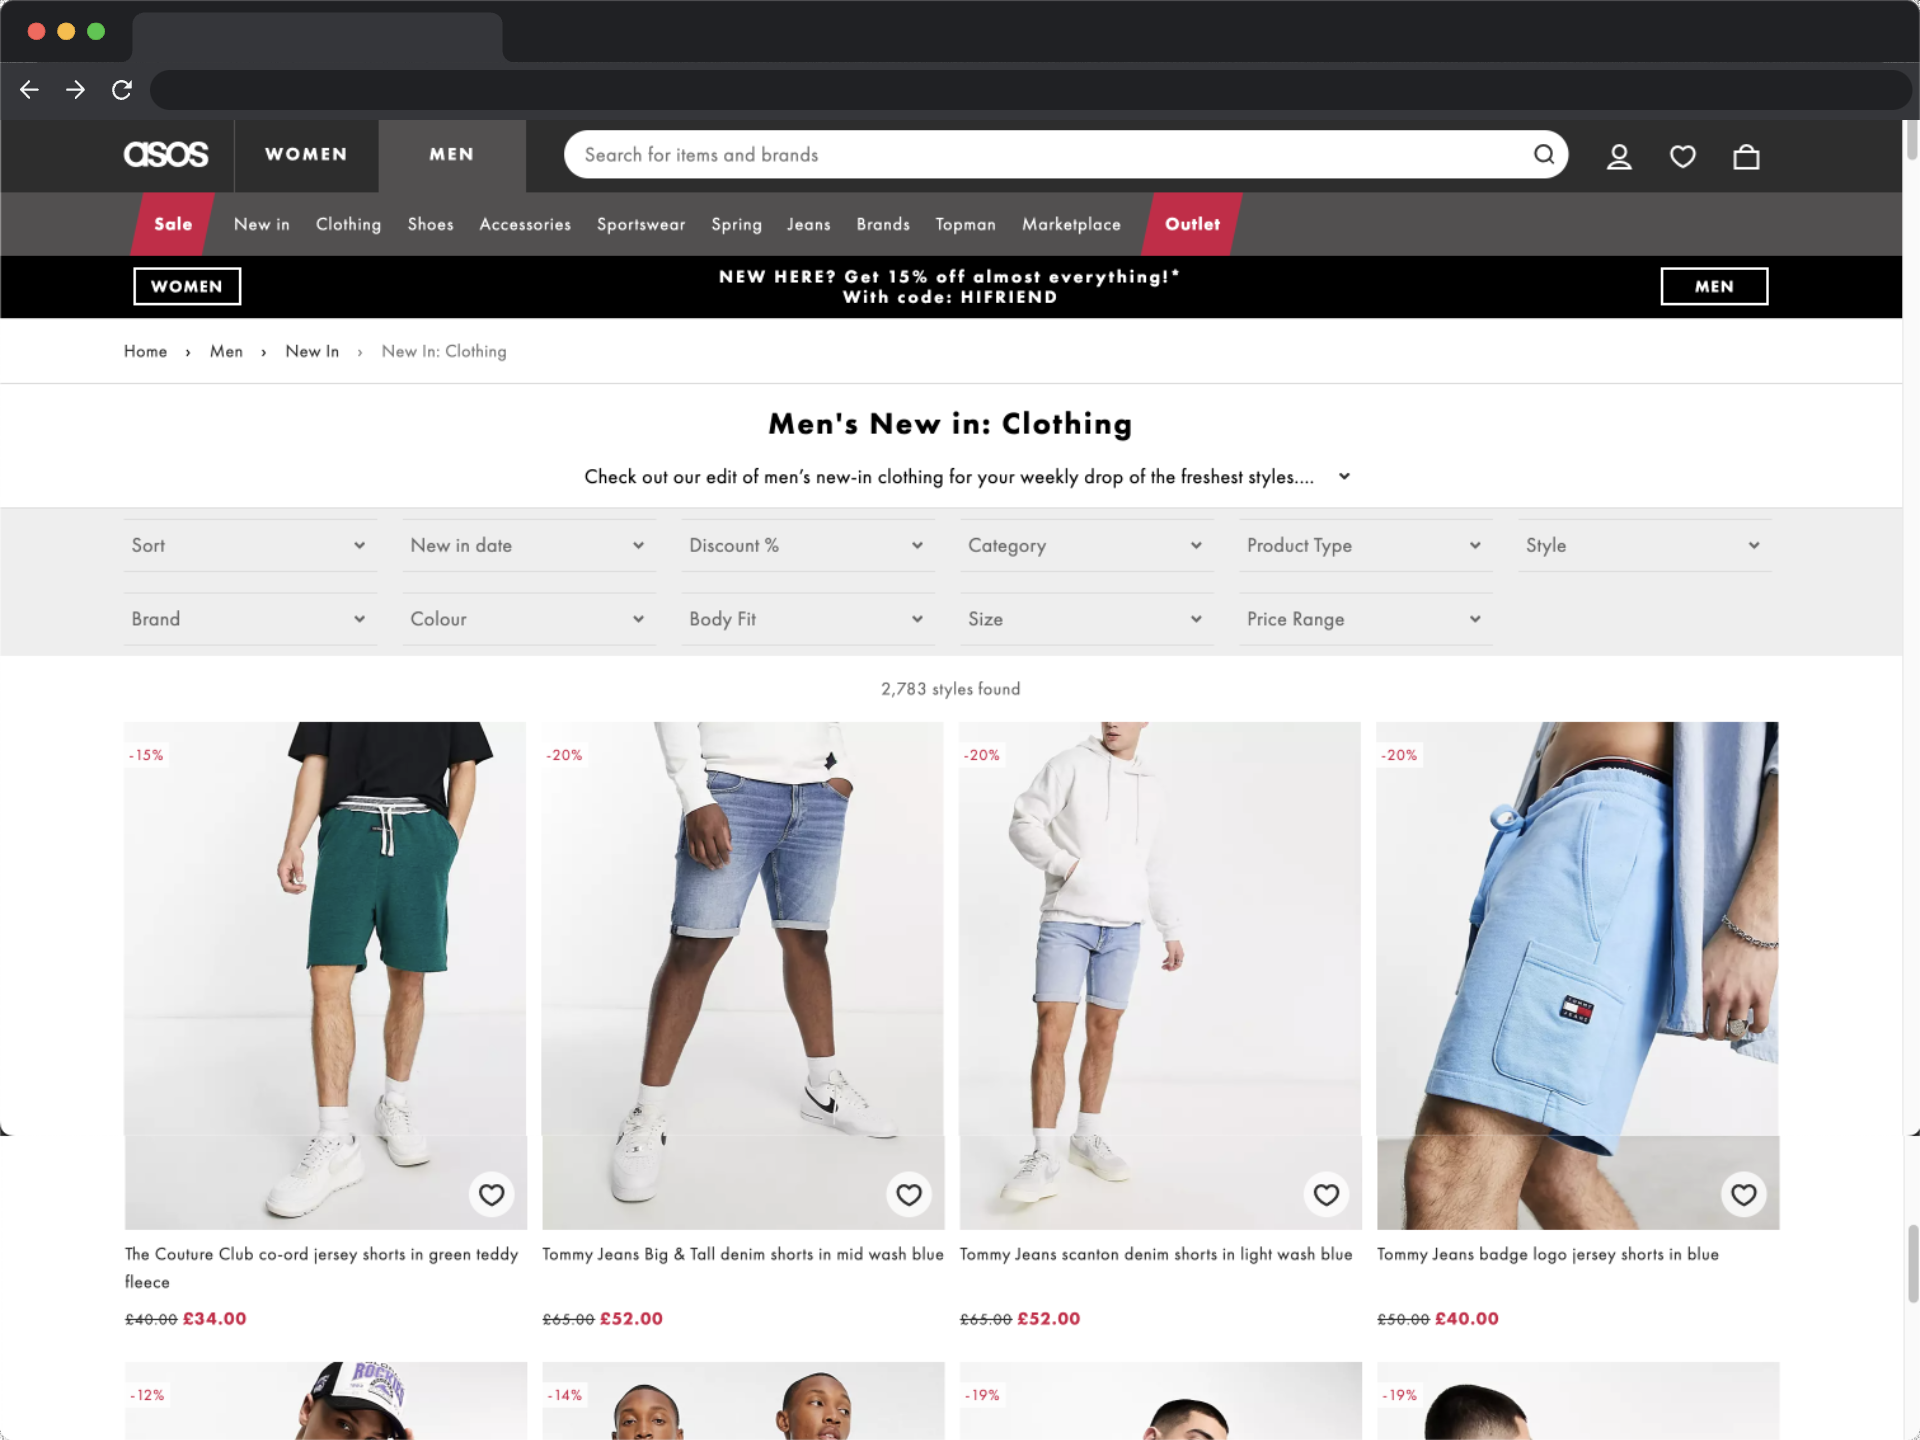 asos
WOMEN
MEN
Search for items and brands
Sale
New in
Clothing
Shoes
Accessories
Sportswear
Spring
Jeans
Brands
Topman
Marketplace
Outlet
WOMEN
NEW HERE? Get 15% off almost everything!*
With code: HIFRIEND
MEN
Home › Men › New In › New In: Clothing
Men's New in: Clothing
Check out our edit of men’s new-in clothing for your weekly drop of the freshest styles....
Sort
New in date
Discount %
Category
Product Type
Style
Brand
Colour
Body Fit
Size
Price Range
2,783 styles found
-15%
-20%
-20%
-20%
TOMMY
JEANS
The Couture Club co-ord jersey shorts in green teddy
fleece
£40.00 £34.00
Tommy Jeans Big & Tall denim shorts in mid wash blue
£65.00 £52.00
Tommy Jeans scanton denim shorts in light wash blue
£65.00 £52.00
Tommy Jeans badge logo jersey shorts in blue
£50.00 £40.00
-12%
-14%
-19%
-19%